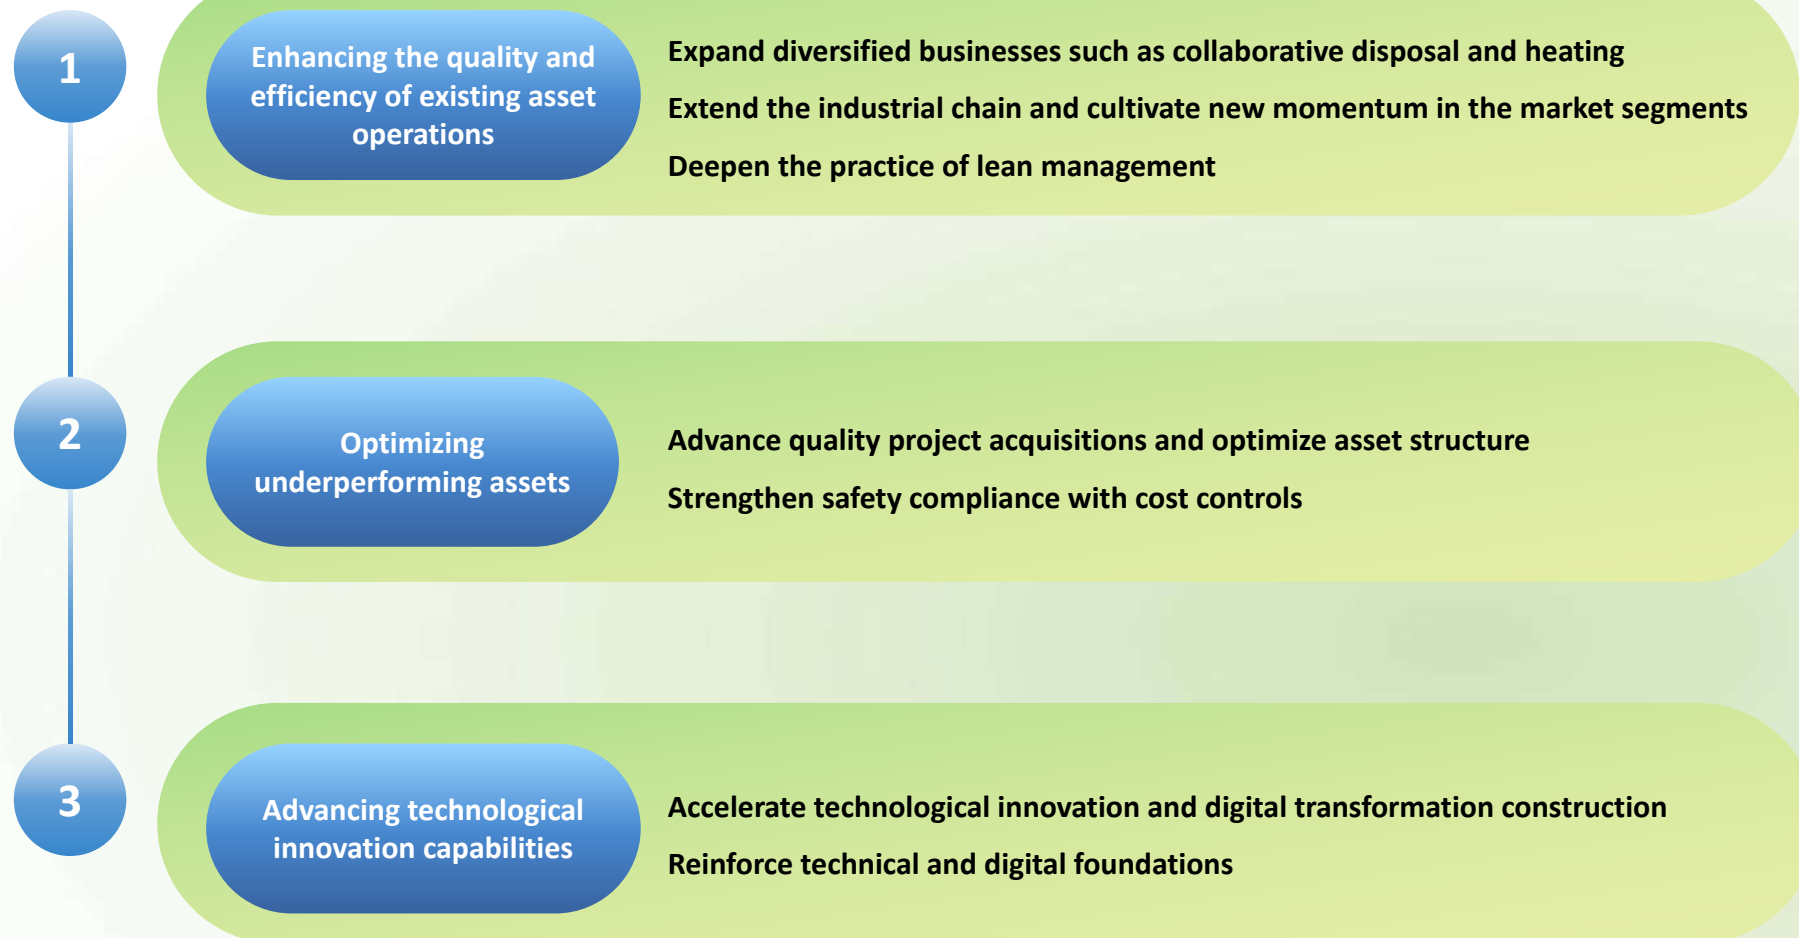 1
Enhancing the quality and
efficiency of existing asset
operations
Expand diversified businesses such as collaborative disposal and heating
Extend the industrial chain and cultivate new momentum in the market segments
Deepen the practice of lean management
2
Optimizing
underperforming assets
Advance quality project acquisitions and optimize asset structure
Strengthen safety compliance with cost controls
3
Advancing technological
innovation capabilities
Accelerate technological innovation and digital transformation construction
Reinforce technical and digital foundations